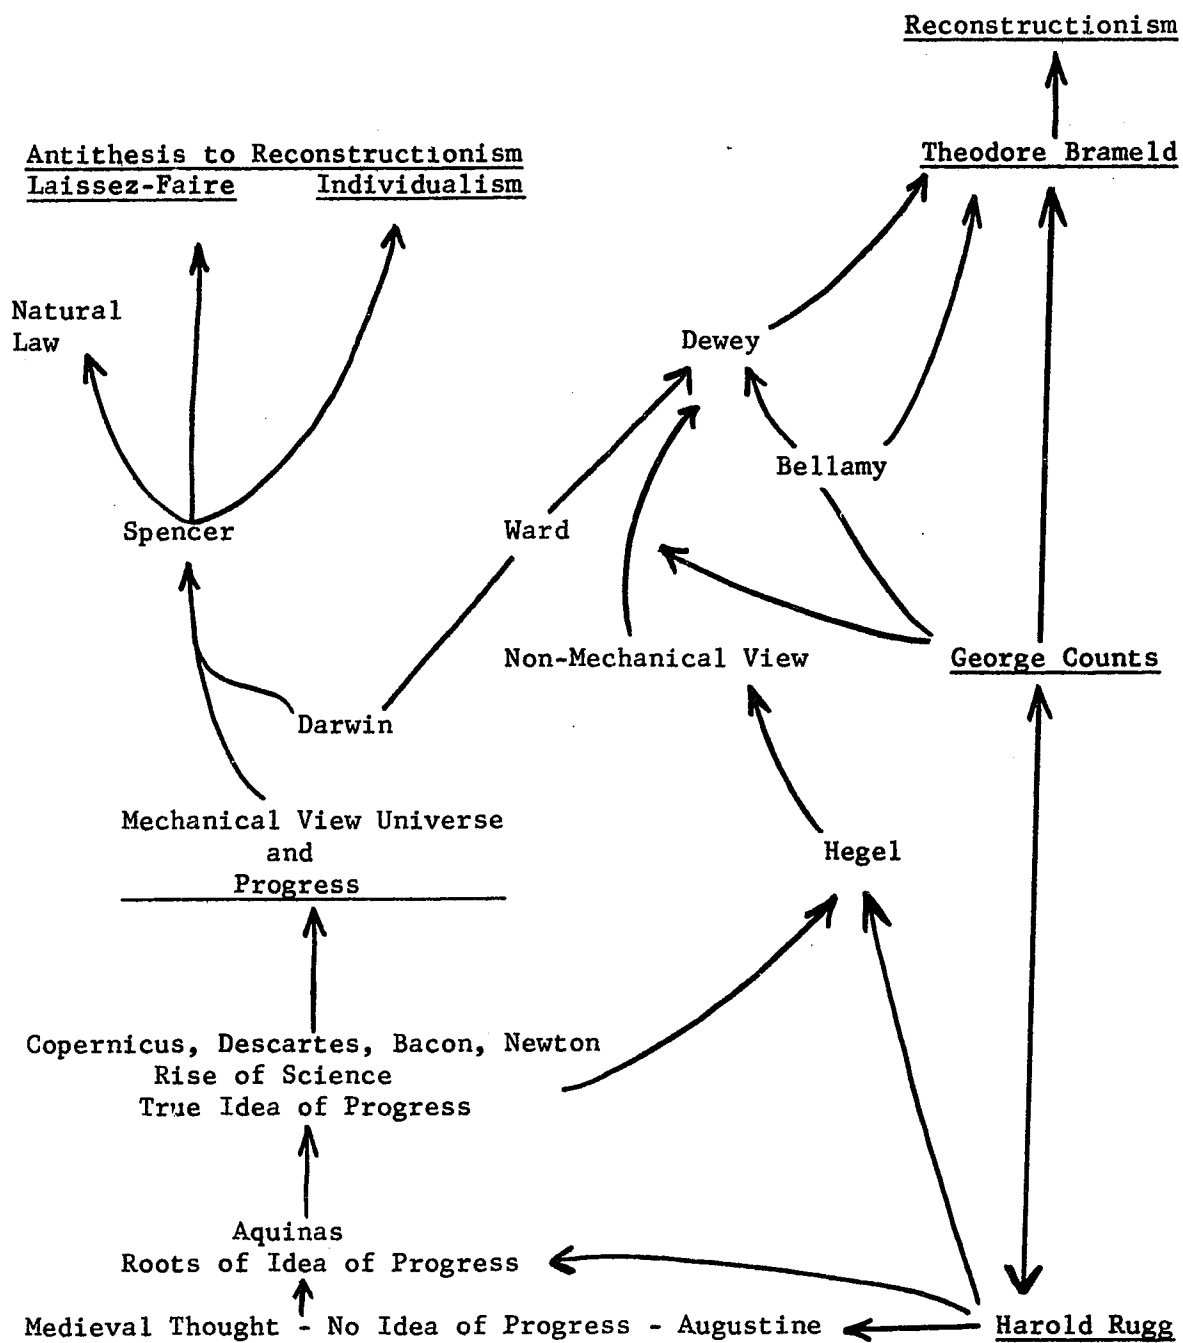 Reconstructionism
Theodore Brameld
Antithesis to Reconstructionism
Laissez-Faire Individualism
Natural
Law
Dewey
Bellamy
Spencer
Ward
Non-Mechanical View
George Counts
Darwin
Mechanical View Universe
and
Progress
Hegel
Copernicus, Descartes, Bacon, Newton
Rise of Science
True Idea of Progress
Aquinas
Roots of Idea of Progress
Medieval Thought - No Idea of Progress - Augustine
Harold Rugg